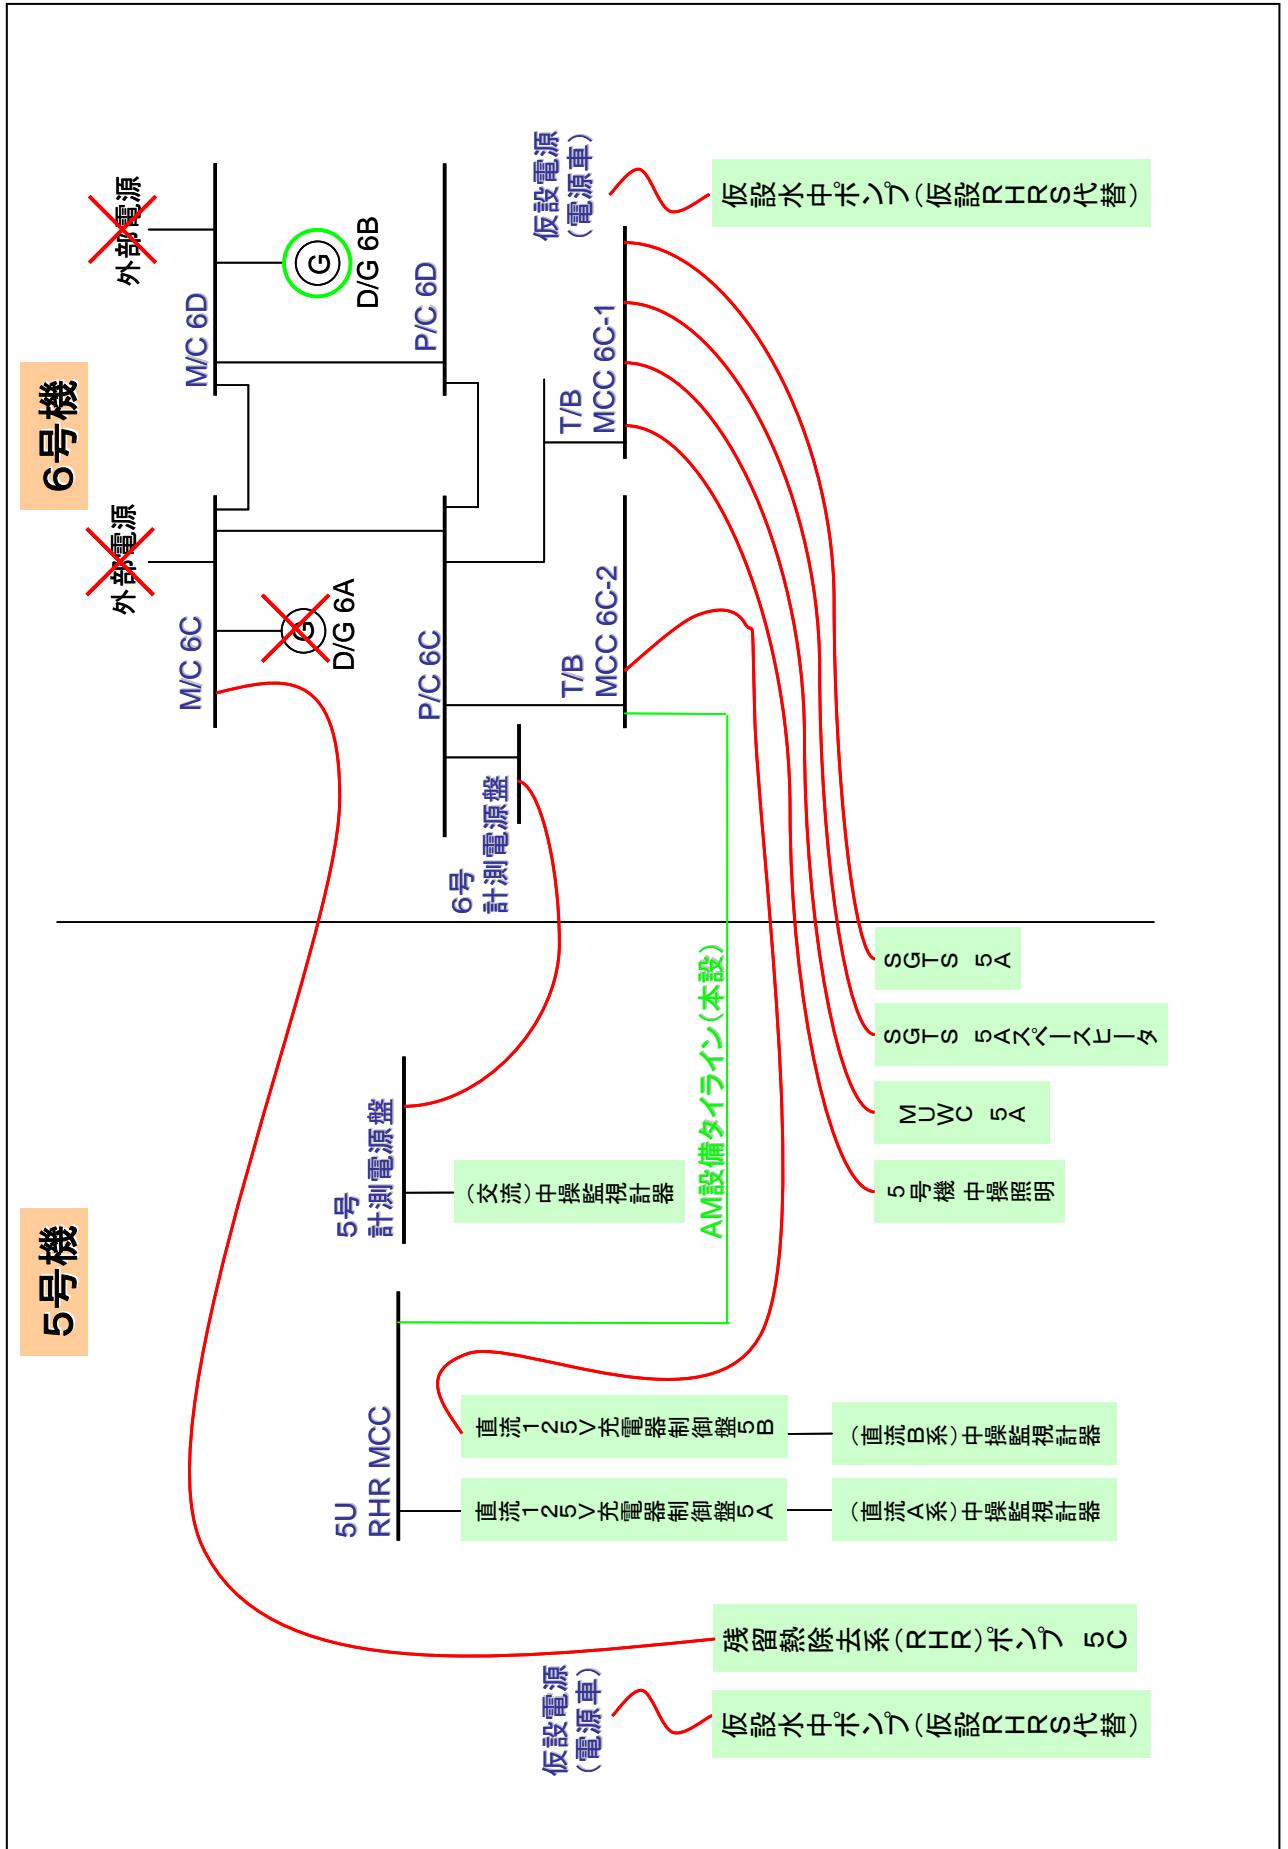 5号機
6号機
外部電源
外部電源
M/C 6C
M/C 6D
G
D/G 6A
G
D/G 6B
P/C 6C
P/C 6D
6号
計測電源盤
T/B
MCC 6C-2
T/B
MCC 6C-1
仮設電源
(電源車)
仮設水中ポンプ(仮設RHRS代替)
5号
計測電源盤
(交流)中操監視計器
5U
RHR MCC
AM設備タイライン(本設)
直流125V充電器制御盤5A
直流125V充電器制御盤5B
(直流A系)中操監視計器
(直流B系)中操監視計器
仮設電源
(電源車)
仮設水中ポンプ(仮設RHRS代替)
残留熱除去系(RHR)ポンプ 5C
5号機 中操照明
MUWC 5A
SGTS 5Aスペースヒータ
SGTS 5A